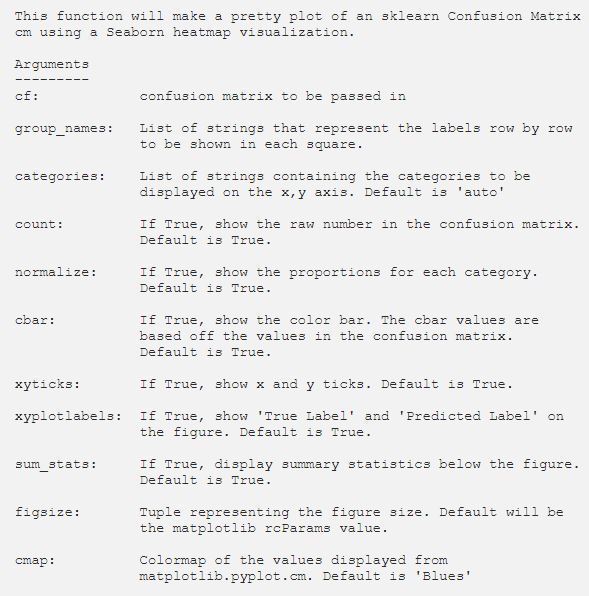 This function will make a pretty plot of an sklearn Confusion Matrix
cm using a Seaborn heatmap visualization.
Arguments
---------
cf: confusion matrix to be passed in
group_names: List of strings that represent the labels row by row
to be shown in each square.
categories: List of strings containing the categories to be
displayed on the x,y axis. Default is 'auto'
count: If True, show the raw number in the confusion matrix.
Default is True.
normalize: If True, show the proportions for each category.
Default is True.
cbar: If True, show the color bar. The cbar values are
based off the values in the confusion matrix.
Default is True.
xyticks: If True, show x and y ticks. Default is True.
xyplotlabels: If True, show 'True Label' and 'Predicted Label' on
the figure. Default is True.
sum_stats: If True, display summary statistics below the figure.
Default is True.
figsize: Tuple representing the figure size. Default will be
the matplotlib rcParams value.
cmap: Colormap of the values displayed from
matplotlib.pyplot.cm. Default is 'Blues'